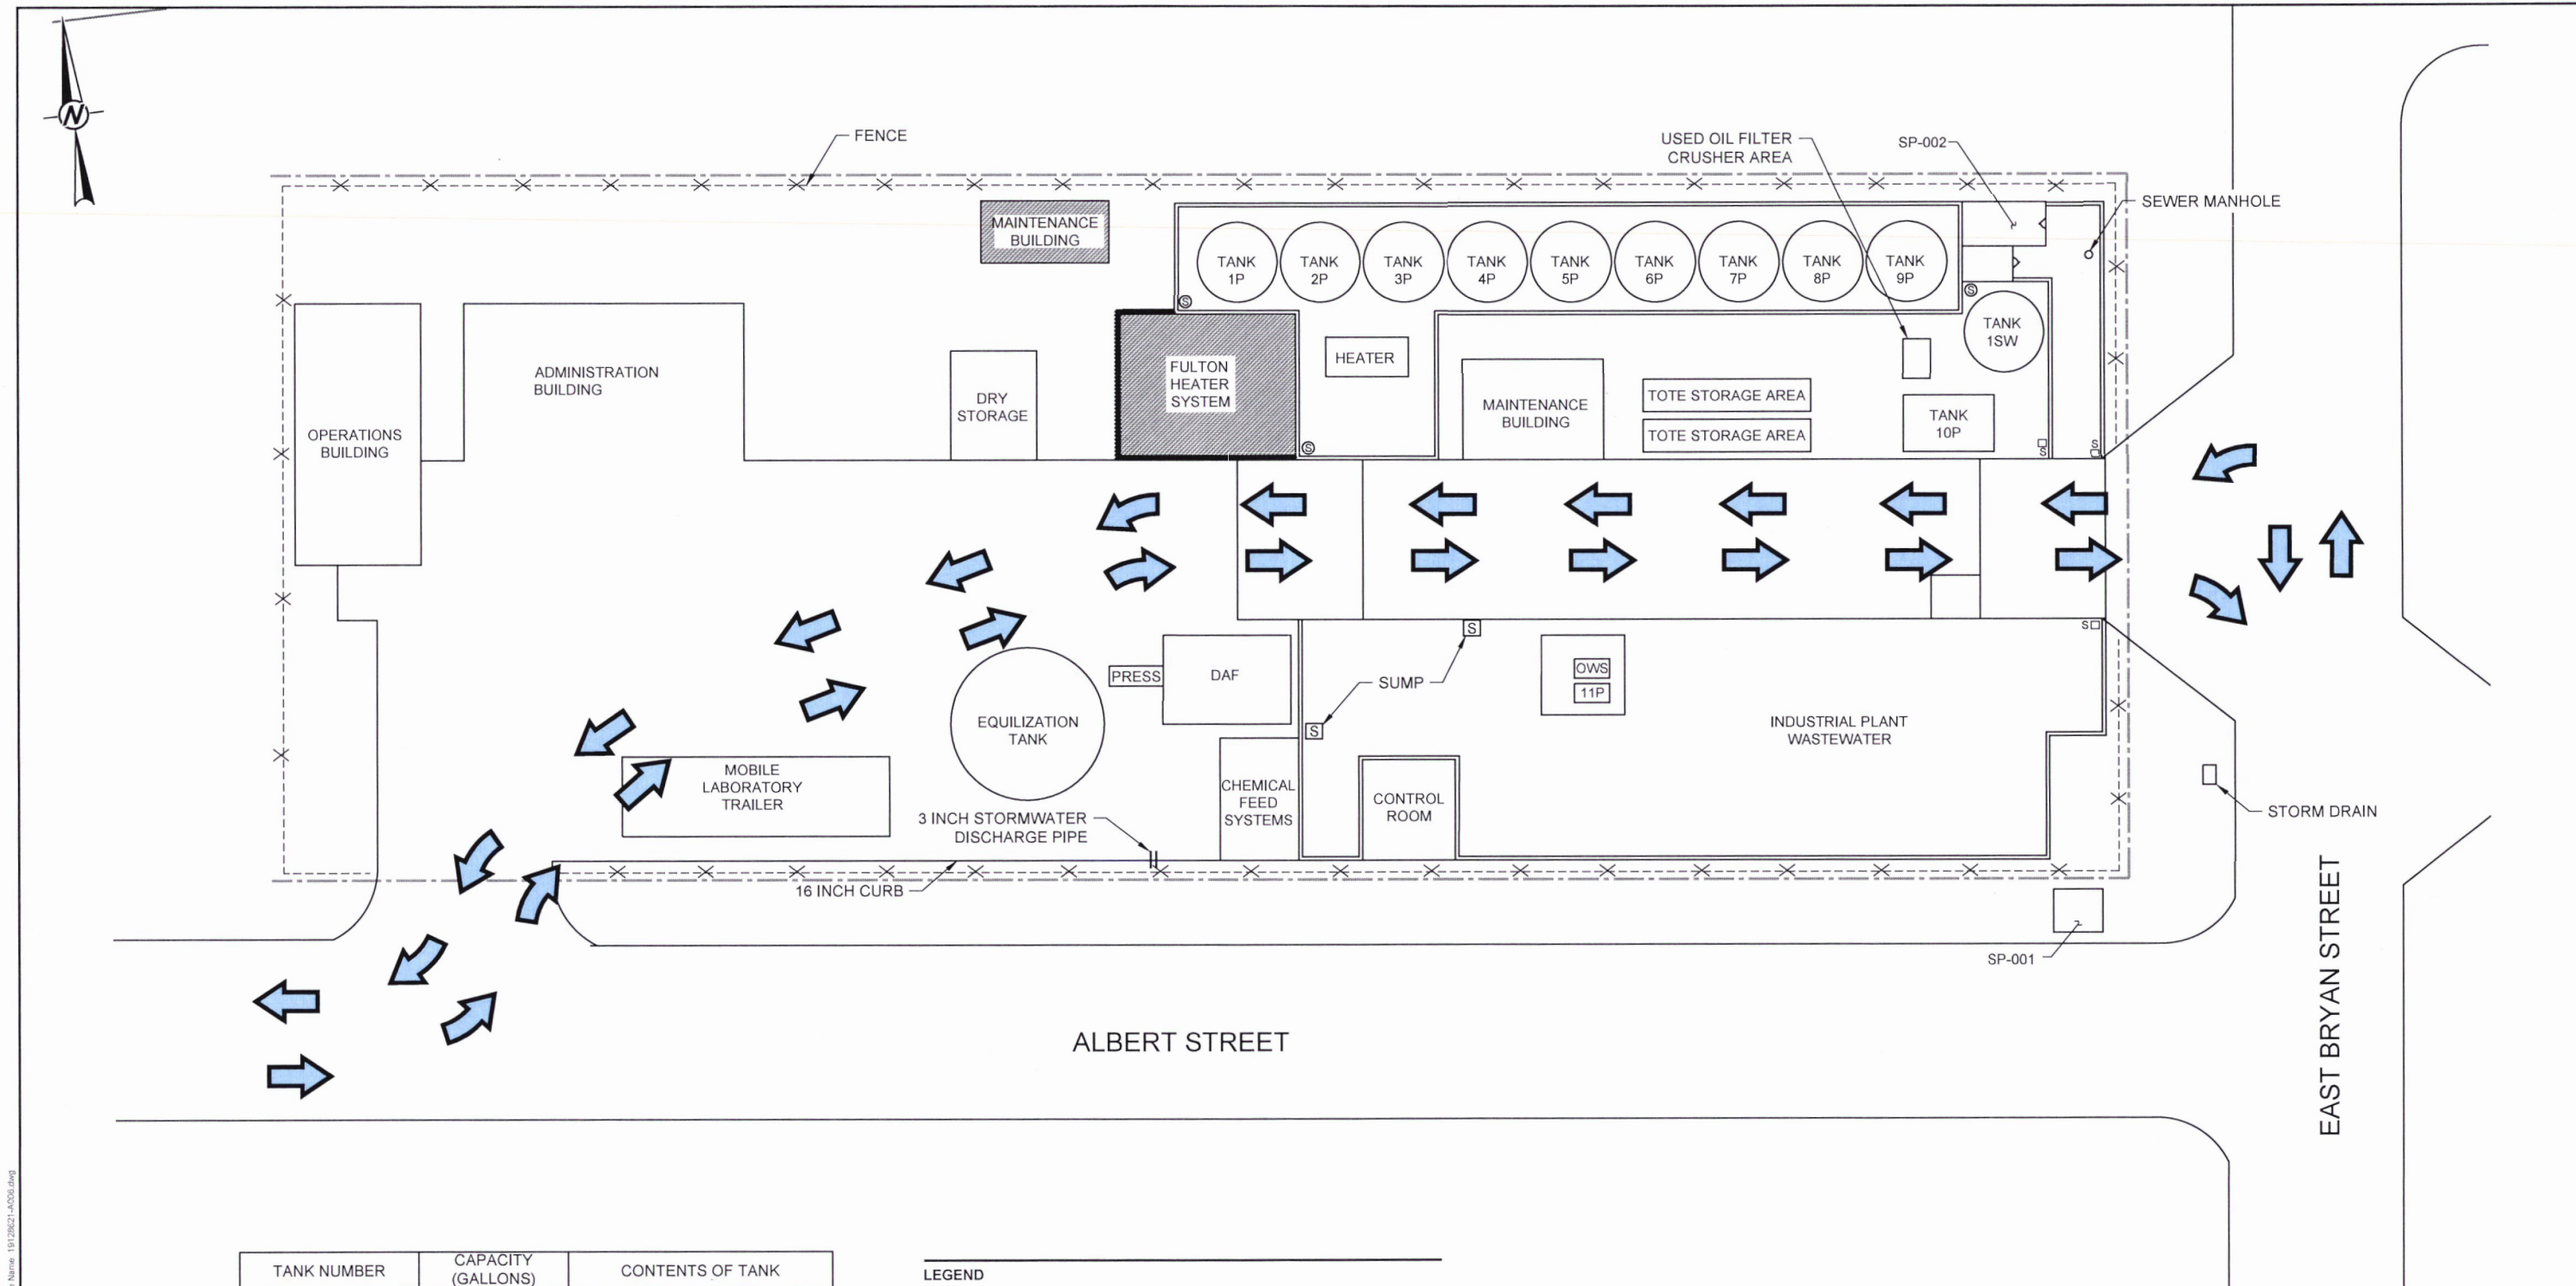 N
FENCE
USED OIL FILTER
CRUSHER AREA
SP-002
SEWER MANHOLE
MAINTENANCE
BUILDING
TANK
1P
TANK
2P
TANK
3P
TANK
4P
TANK
5P
TANK
6P
TANK
7P
TANK
8P
TANK
9P
S
S
TANK
1SW
ADMINISTRATION
BUILDING
OPERATIONS
BUILDING
DRY
STORAGE
FULTON
HEATER
SYSTEM
HEATER
S
MAINTENANCE
BUILDING
TOTE STORAGE AREA
TOTE STORAGE AREA
TANK
10P
S
S
PRESS
DAF
S
SUMP
S
OWS
11P
S
INDUSTRIAL PLANT
WASTEWATER
EQUILIZATION
TANK
MOBILE
LABORATORY
TRAILER
3 INCH STORMWATER
DISCHARGE PIPE
CHEMICAL
FEED
SYSTEMS
CONTROL
ROOM
STORM DRAIN
16 INCH CURB
SP-001
ALBERT STREET
EAST BRYAN STREET
Name: 19128621-A006.dwg
TANK NUMBER
CAPACITY
(GALLONS)
CONTENTS OF TANK
LEGEND